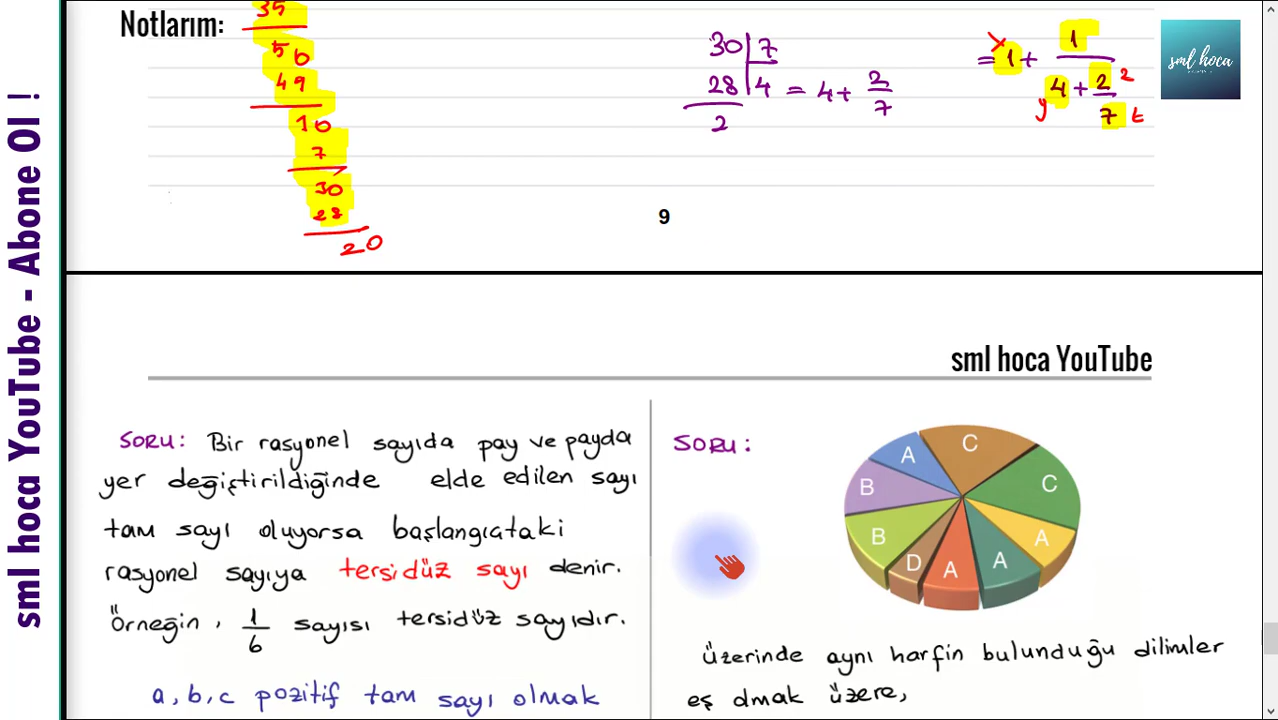 sml hoca YouTube - Abone Ol !
Notlarım:
35
56
49
16
7
30
28
20
30 7
28 4 = 4 + 2/7
2
x
= 1 + 1
4 + 2 2
y 7 t
sml hoca
9
sml hoca YouTube
SORU: Bir rasyonel sayıda pay ve payda
yer değiştirildiğinde elde edilen sayı
tam sayı oluyorsa başlangıçtaki
rasyonel sayıya tersidüz sayı denir.
Örneğin, 1/6 sayısı tersidüz sayıdır.
a, b, c pozitif tam sayı olmak
SORU:
C
A
C
B
B
A
D
A
A
üzerinde aynı harfin bulunduğu dilimler
eş olmak üzere,